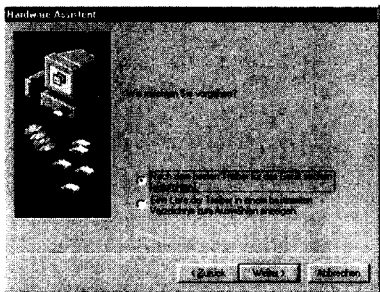 Hardware Assistent
Wie möchten Sie vorgehen?
Nach dem besten Treiber für das Gerät suchen
(empfohlen).
Eine Liste der Treiber in einem bestimmten
Verzeichnis zum Auswählen anzeigen.
< Zurück Weiter > Abbrechen